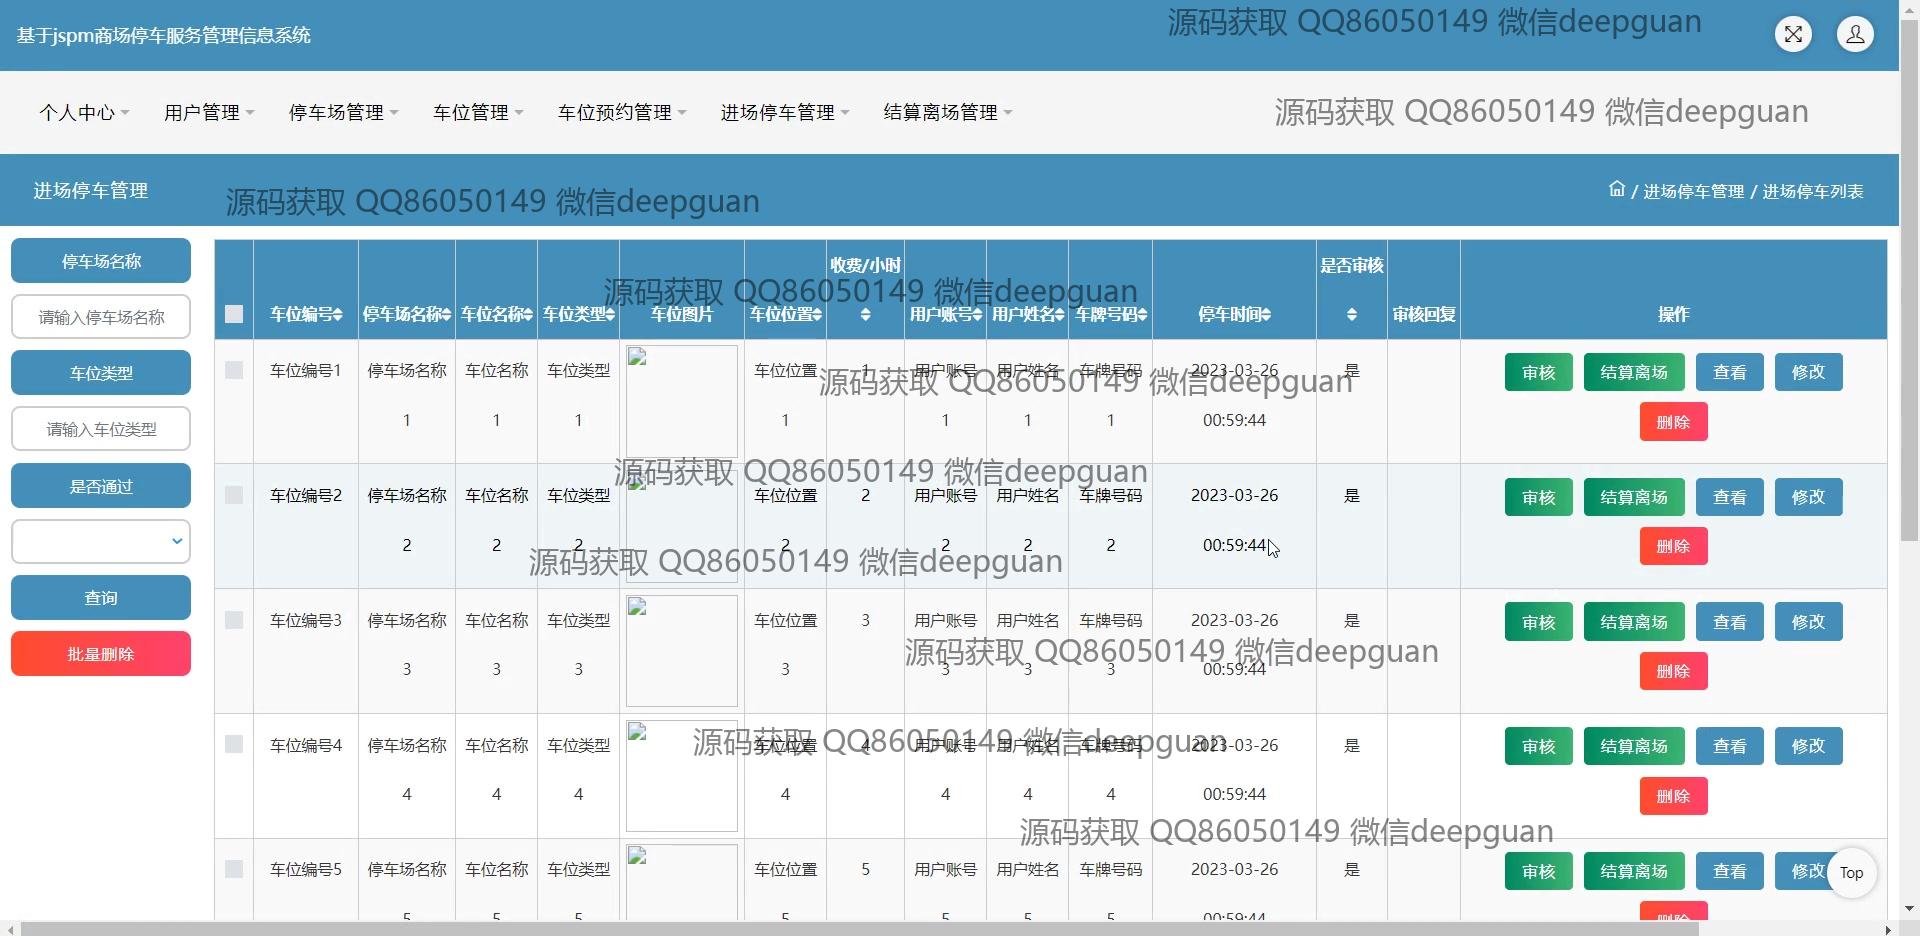 基于jspm商场停车服务管理信息系统
源码获取 QQ86050149 微信deepguan
个人中心 用户管理 停车场管理 车位管理 车位预约管理 进场停车管理 结算离场管理
源码获取 QQ86050149 微信deepguan
进场停车管理
源码获取 QQ86050149 微信deepguan
/ 进场停车管理 / 进场停车列表
停车场名称
请输入停车场名称
车位类型
请输入车位类型
是否通过
查询
批量删除
收费/小时 是否审核
源码获取 QQ86050149 微信deepguan
车位编号 停车场名称 车位名称 车位类型 车位图片 车位位置 用户账号 用户姓名 车牌号码 停车时间 审核回复 操作
车位编号1 停车场名称 车位名称 车位类型 车位位置 1 用户账号 用户姓名 车牌号码 2023-03-26 是 审核 结算离场 查看 修改
源码获取 QQ86050149 微信deepguan
1 1 1 1 1 1 1 00:59:44 删除
源码获取 QQ86050149 微信deepguan
车位编号2 停车场名称 车位名称 车位类型 车位位置 2 用户账号 用户姓名 车牌号码 2023-03-26 是 审核 结算离场 查看 修改
2 2 2 2 2 2 2 00:59:44 删除
源码获取 QQ86050149 微信deepguan
车位编号3 停车场名称 车位名称 车位类型 车位位置 3 用户账号 用户姓名 车牌号码 2023-03-26 是 审核 结算离场 查看 修改
源码获取 QQ86050149 微信deepguan
3 3 3 3 3 3 3 00:59:44 删除
源码获取 QQ86050149 微信deepguan
车位编号4 停车场名称 车位名称 车位类型 车位位置 4 用户账号 用户姓名 车牌号码 2023-03-26 是 审核 结算离场 查看 修改
4 4 4 4 4 4 4 00:59:44 删除
源码获取 QQ86050149 微信deepguan
车位编号5 停车场名称 车位名称 车位类型 车位位置 5 用户账号 用户姓名 车牌号码 2023-03-26 是 审核 结算离场 查看 修改
Top
5 5 5 5 5 5 5 00:59:44 删除